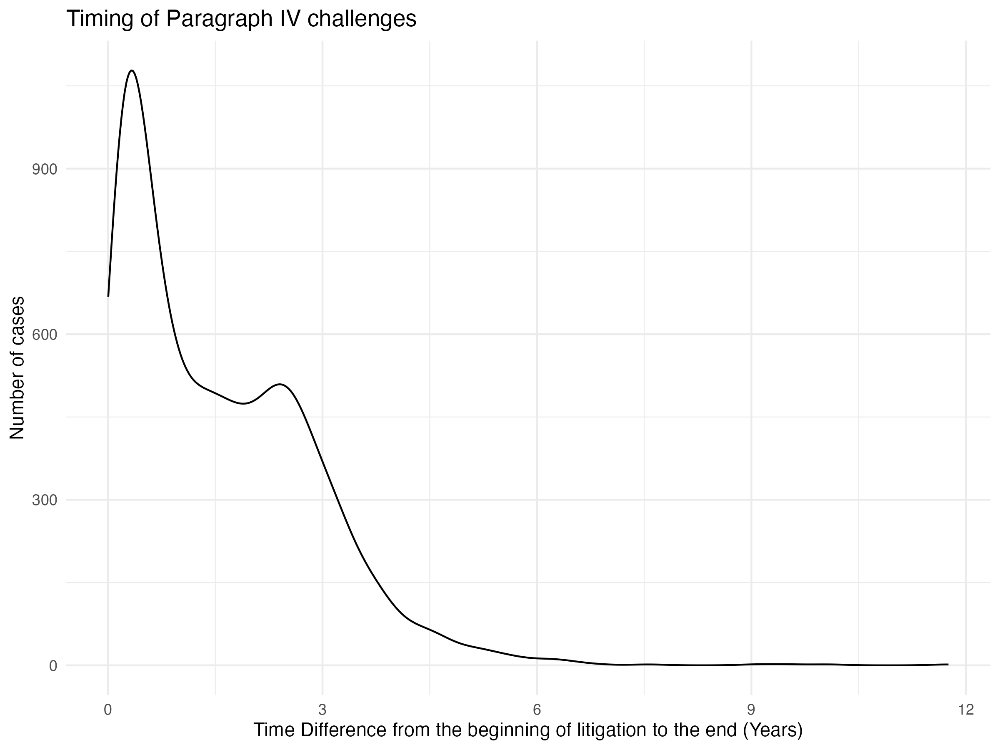 Timing of Paragraph IV challenges
Number of cases
900
600
300
0
0 3 6 9 12
Time Difference from the beginning of litigation to the end (Years)